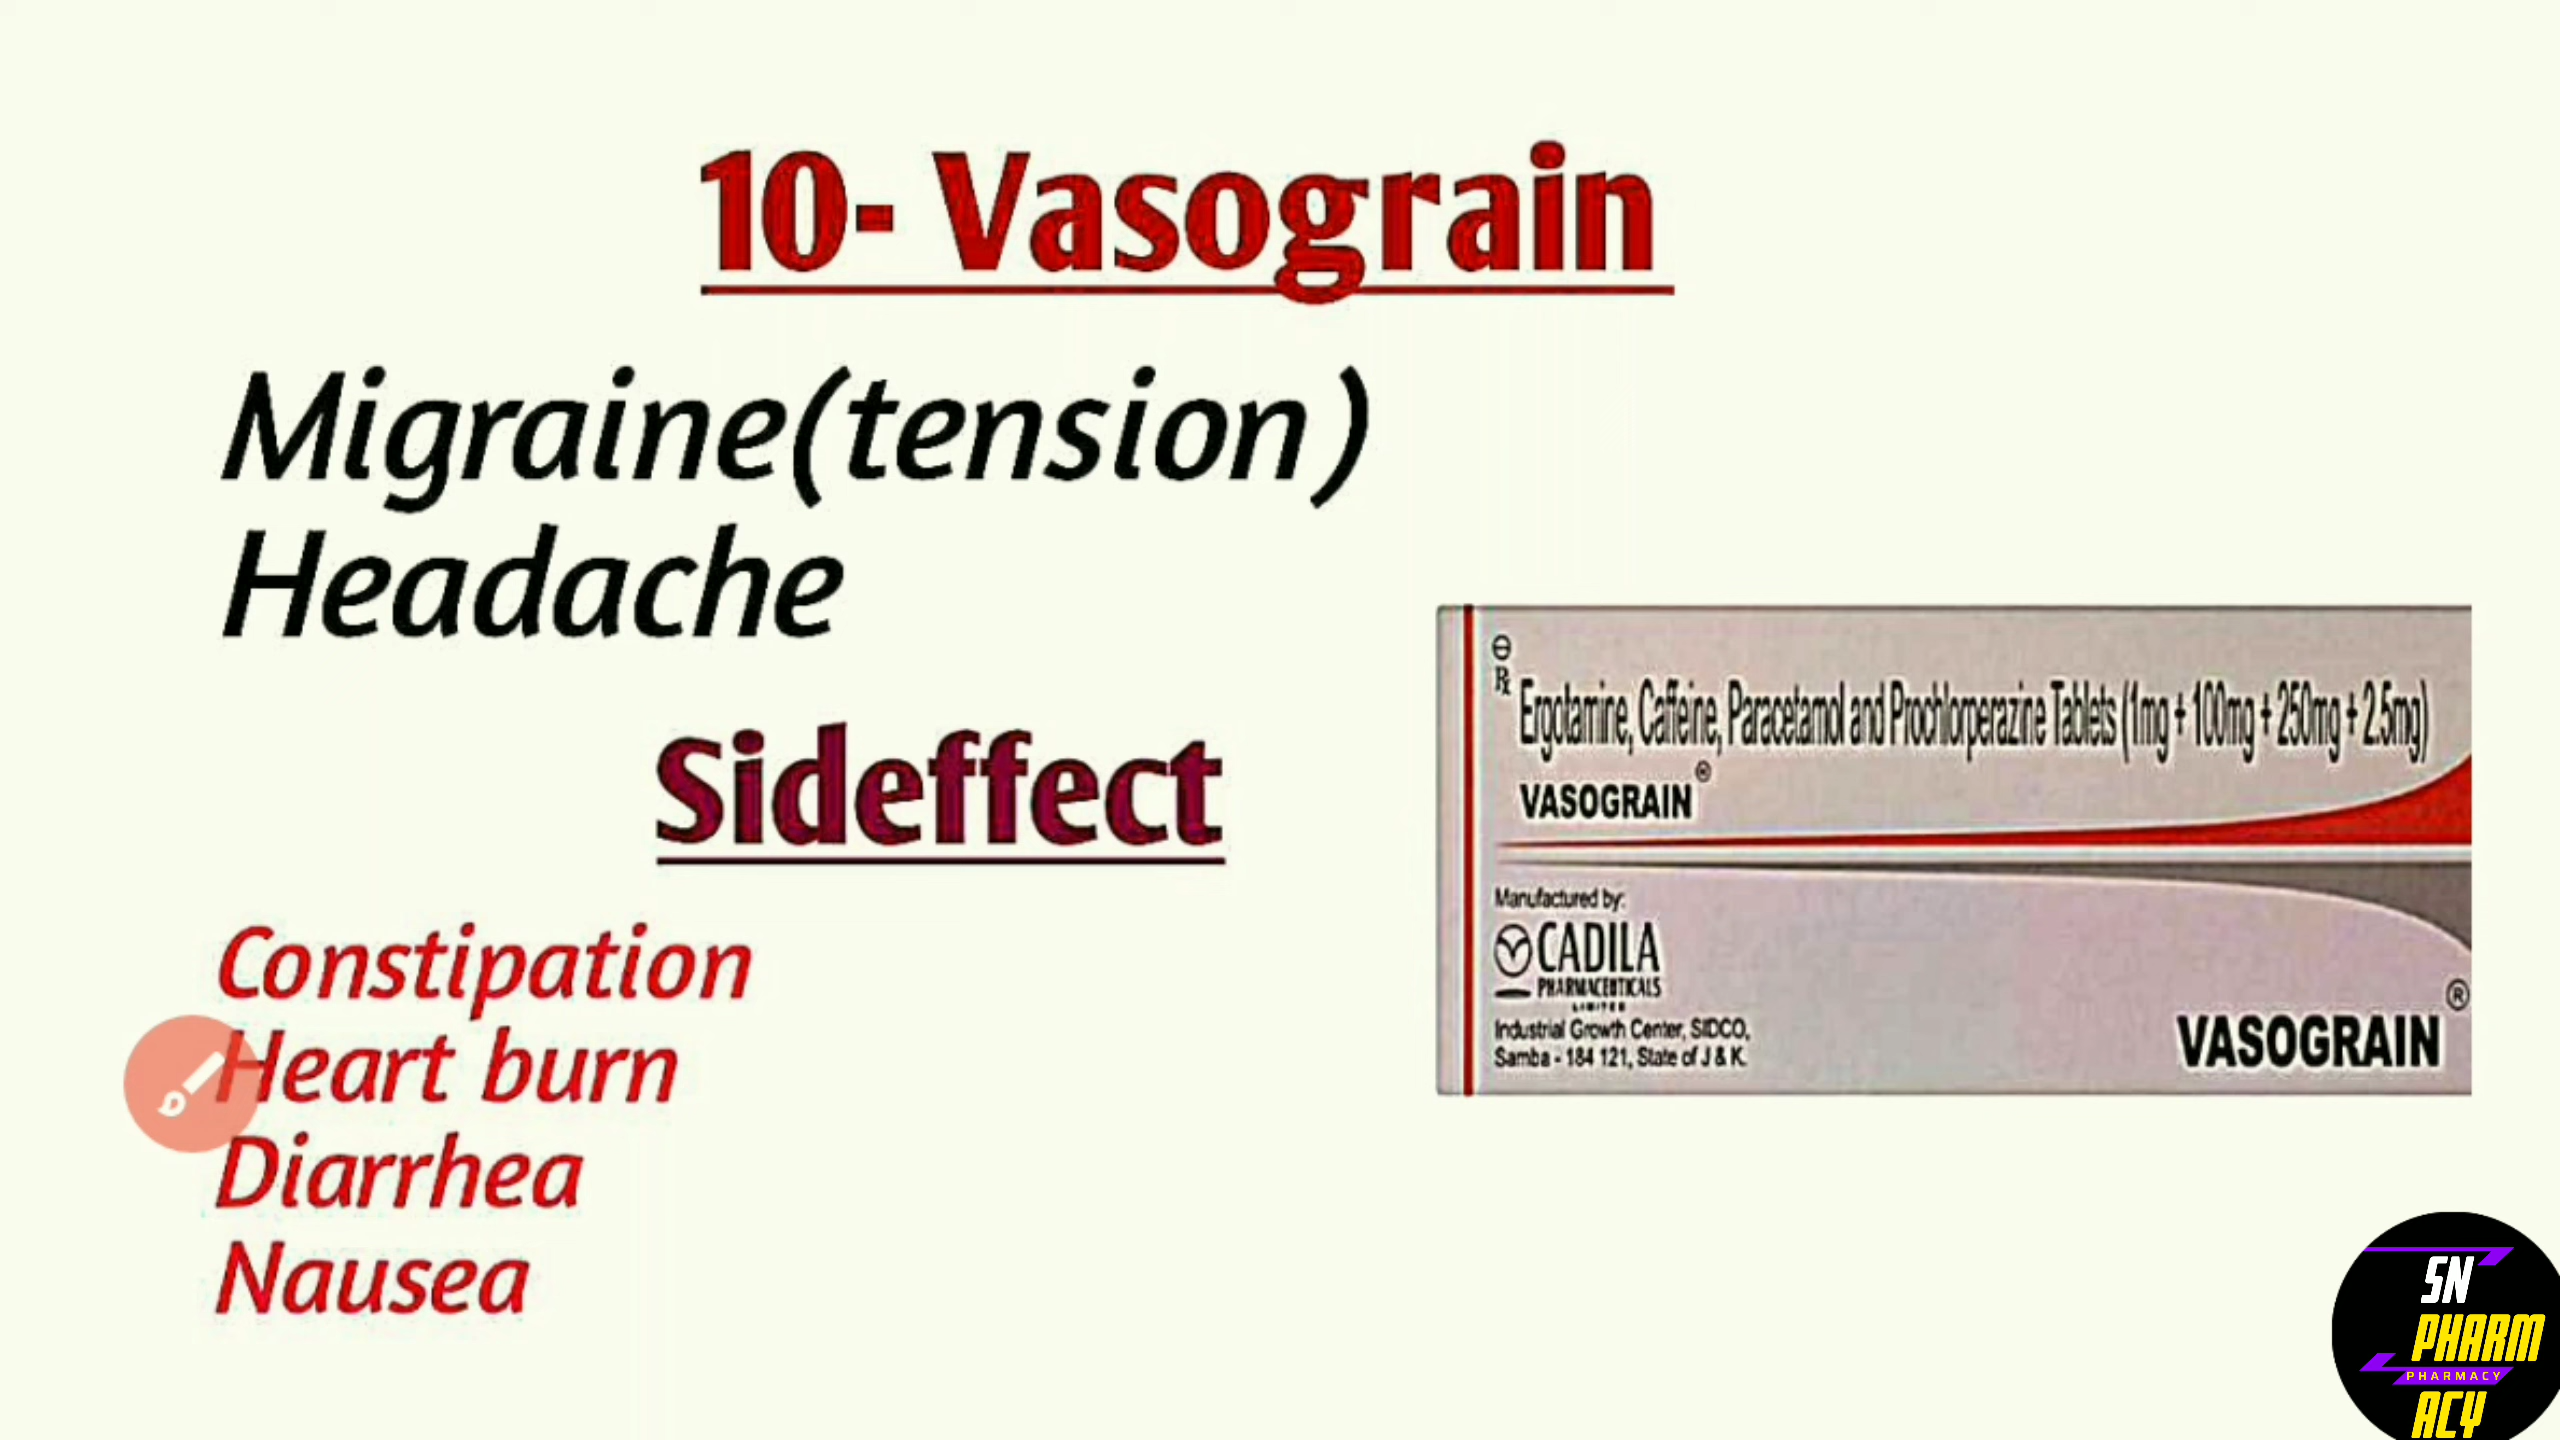 10- Vasograin
Migraine(tension)
Headache
Sideffect
Constipation
Heart burn
Diarrhea
Nausea
Rx
Ergotamine, Caffeine, Paracetamol and Prochlorperazine Tablets (1mg + 100mg + 250mg + 2.5mg)
VASOGRAIN®
Manufactured by:
CADILA
PHARMACEUTICALS
LIMITED
Industrial Growth Center, SIDCO,
Samba - 184 121, State of J & K.
VASOGRAIN®
SN
PHARM
PHARMACY
ACY